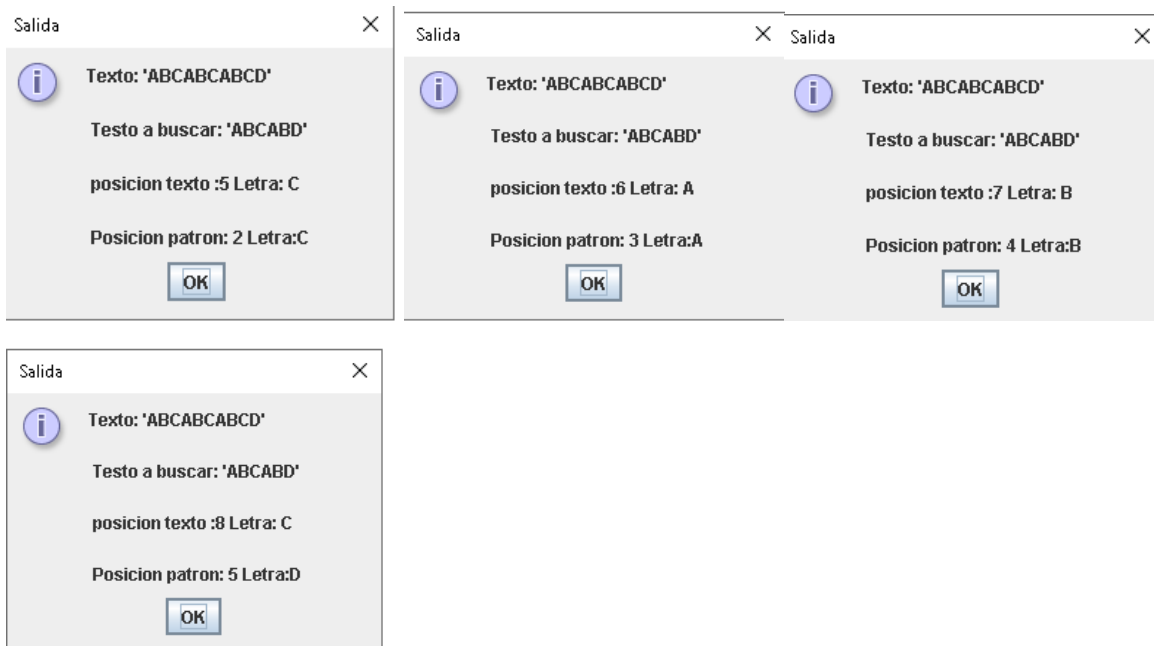 Salida
Texto: 'ABCABCABCD'
Testo a buscar: 'ABCABD'
posicion texto :5 Letra: C
Posicion patron: 2 Letra:C
OK
Salida
Texto: 'ABCABCABCD'
Testo a buscar: 'ABCABD'
posicion texto :6 Letra: A
Posicion patron: 3 Letra:A
OK
Salida
Texto: 'ABCABCABCD'
Testo a buscar: 'ABCABD'
posicion texto :7 Letra: B
Posicion patron: 4 Letra:B
OK
Salida
Texto: 'ABCABCABCD'
Testo a buscar: 'ABCABD'
posicion texto :8 Letra: C
Posicion patron: 5 Letra:D
OK